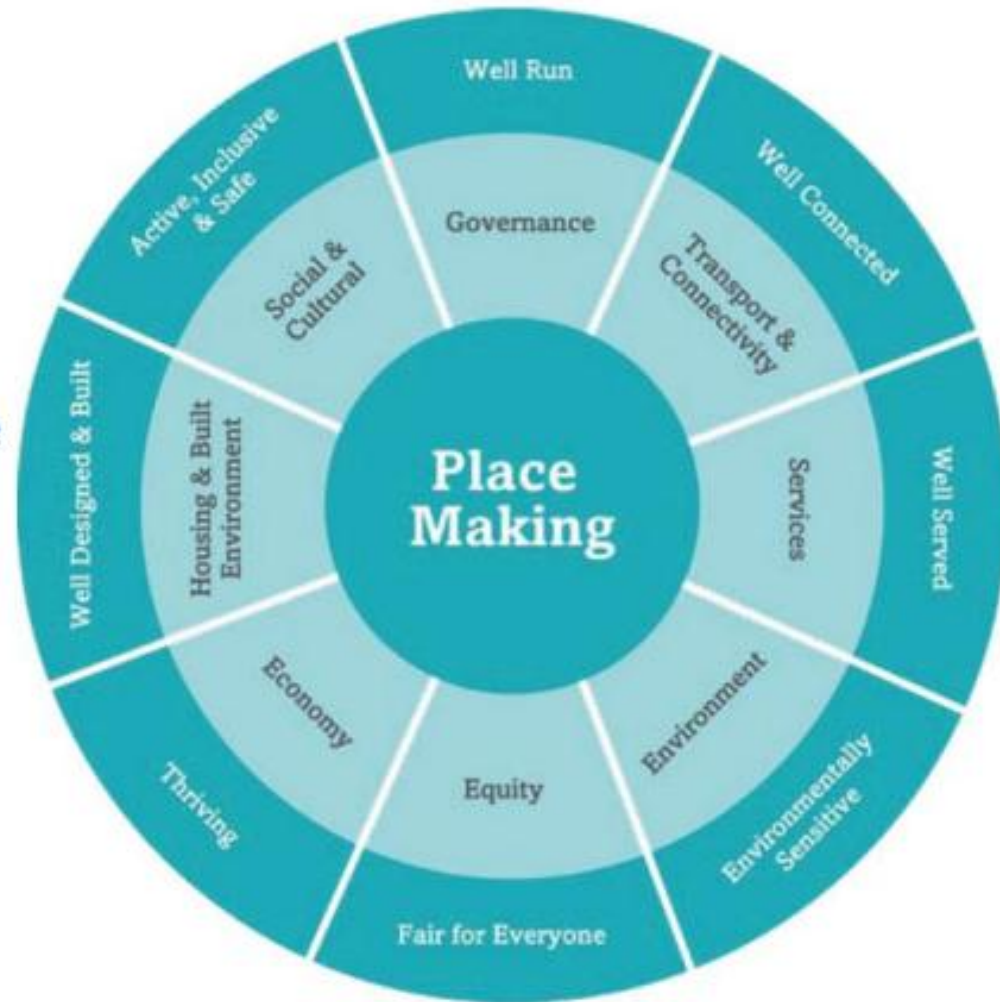 Well Run
Well Connected
Well Served
Environmentally
Sensitive
Fair for Everyone
Thriving
Well Designed & Built
Active, Inclusive
& Safe
Governance
Transport &
Connectivity
Services
Environment
Equity
Economy
Housing & Built
Environment
Social &
Cultural
Place
Making